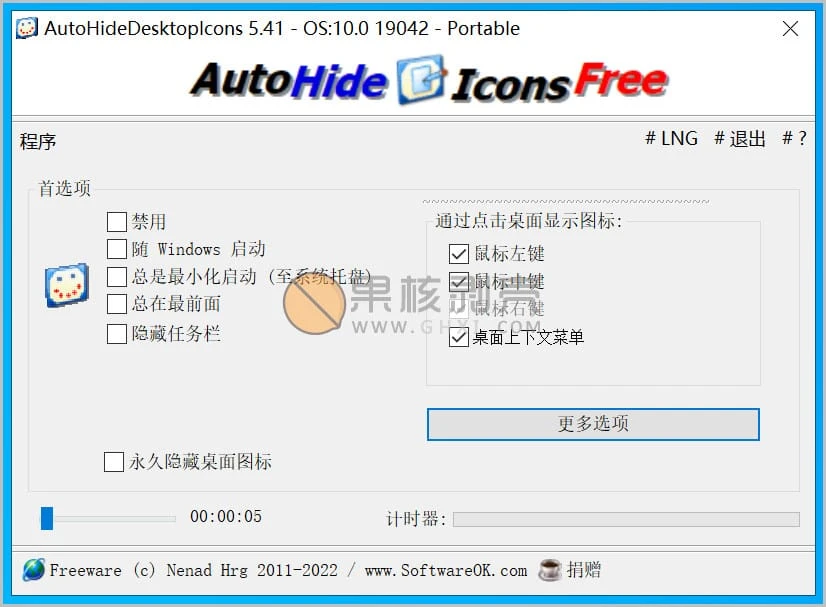 AutoHideDesktopIcons 5.41 - OS:10.0 19042 - Portable
AutoHide Icons Free
程序
# LNG # 退出 # ?
首选项
禁用
随 Windows 启动
总是最小化启动 (至系统托盘)
总在最前面
隐藏任务栏
通过点击桌面显示图标:
鼠标左键
鼠标中键
鼠标右键
桌面上下文菜单
果核剥壳
WWW.GHXI.COM
更多选项
永久隐藏桌面图标
00:00:05
计时器:
Freeware (c) Nenad Hrg 2011-2022 / www.SoftwareOK.com 捐赠